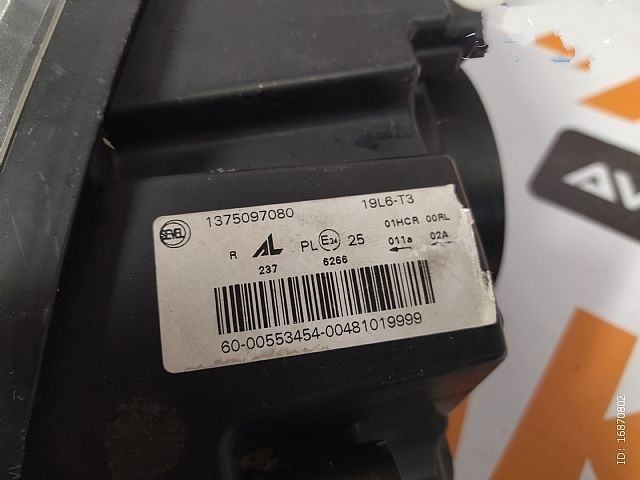 SEVEL
1375097080
19L6-T3
R AL PL E24 25
237
6266
01HCR 00RL
011a 02A
60-00553454-00481019999
AV
ID: 16870802